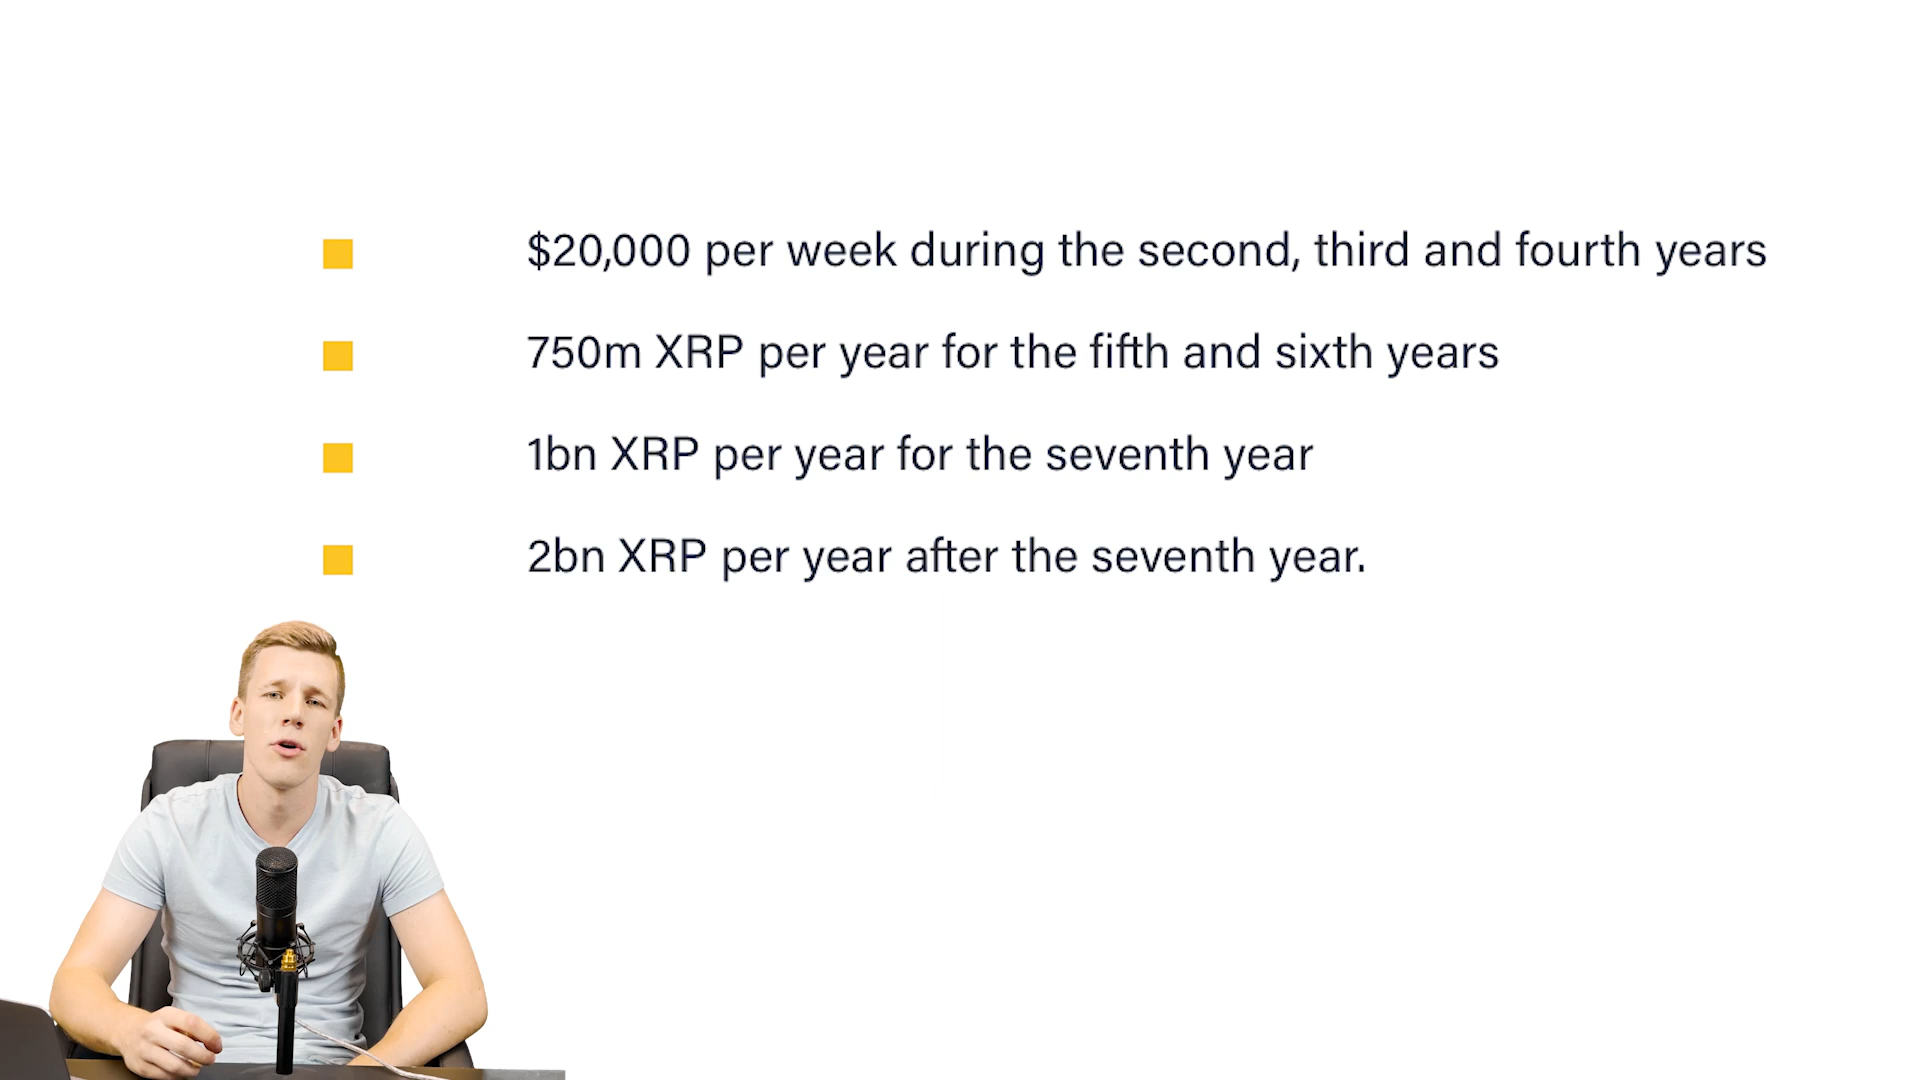 $20,000 per week during the second, third and fourth years
750m XRP per year for the fifth and sixth years
1bn XRP per year for the seventh year
2bn XRP per year after the seventh year.